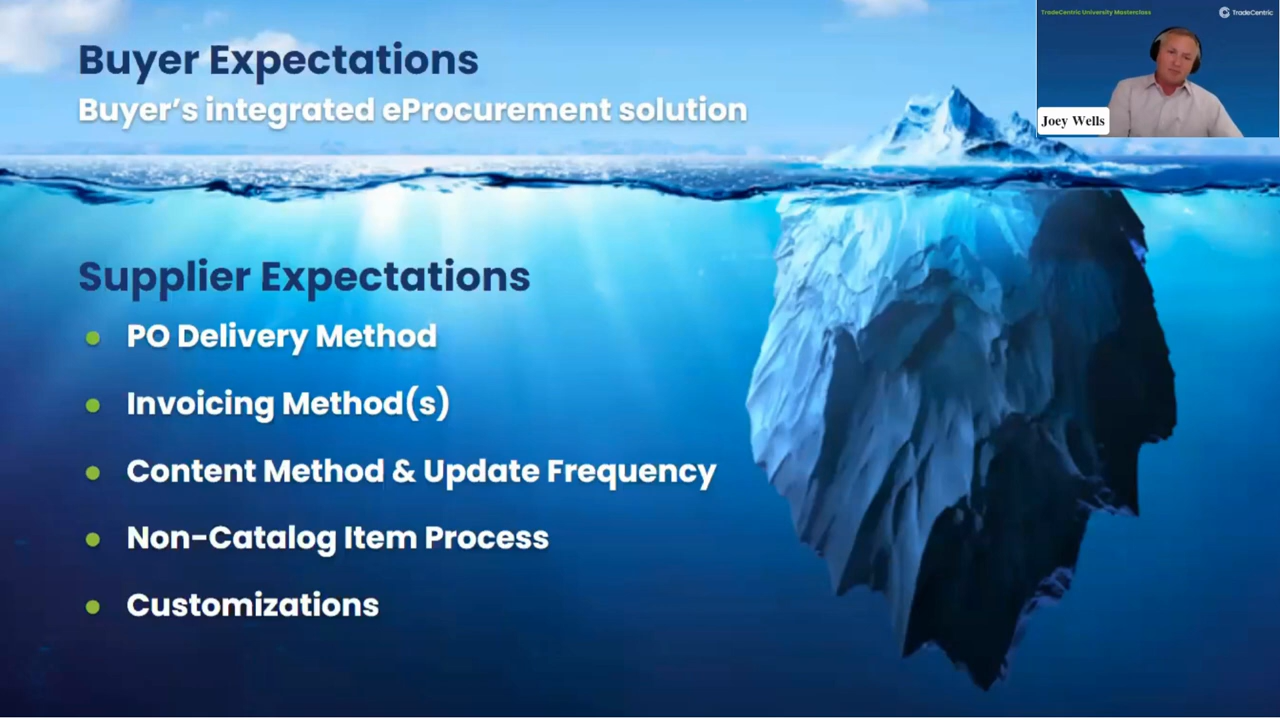 Buyer Expectations
Buyer's integrated eProcurement solution
TradeCentric University Masterclass
TradeCentric
Joey Wells
Supplier Expectations
PO Delivery Method
Invoicing Method(s)
Content Method & Update Frequency
Non-Catalog Item Process
Customizations